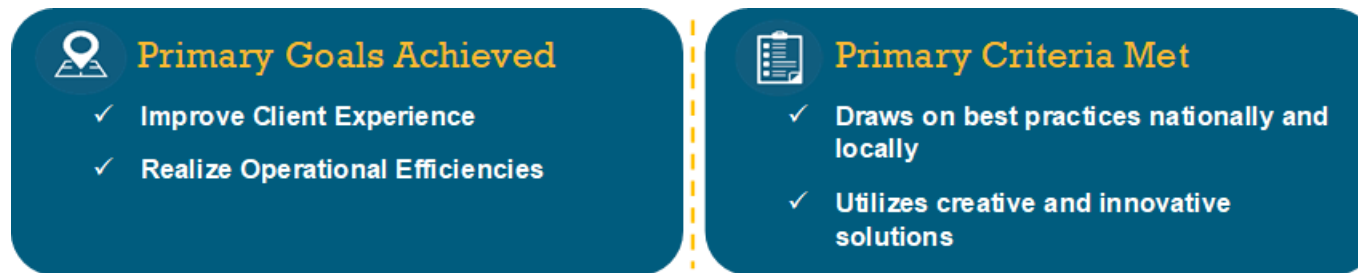 Primary Goals Achieved
✓ Improve Client Experience
✓ Realize Operational Efficiencies
Primary Criteria Met
✓ Draws on best practices nationally and
locally
✓ Utilizes creative and innovative
solutions